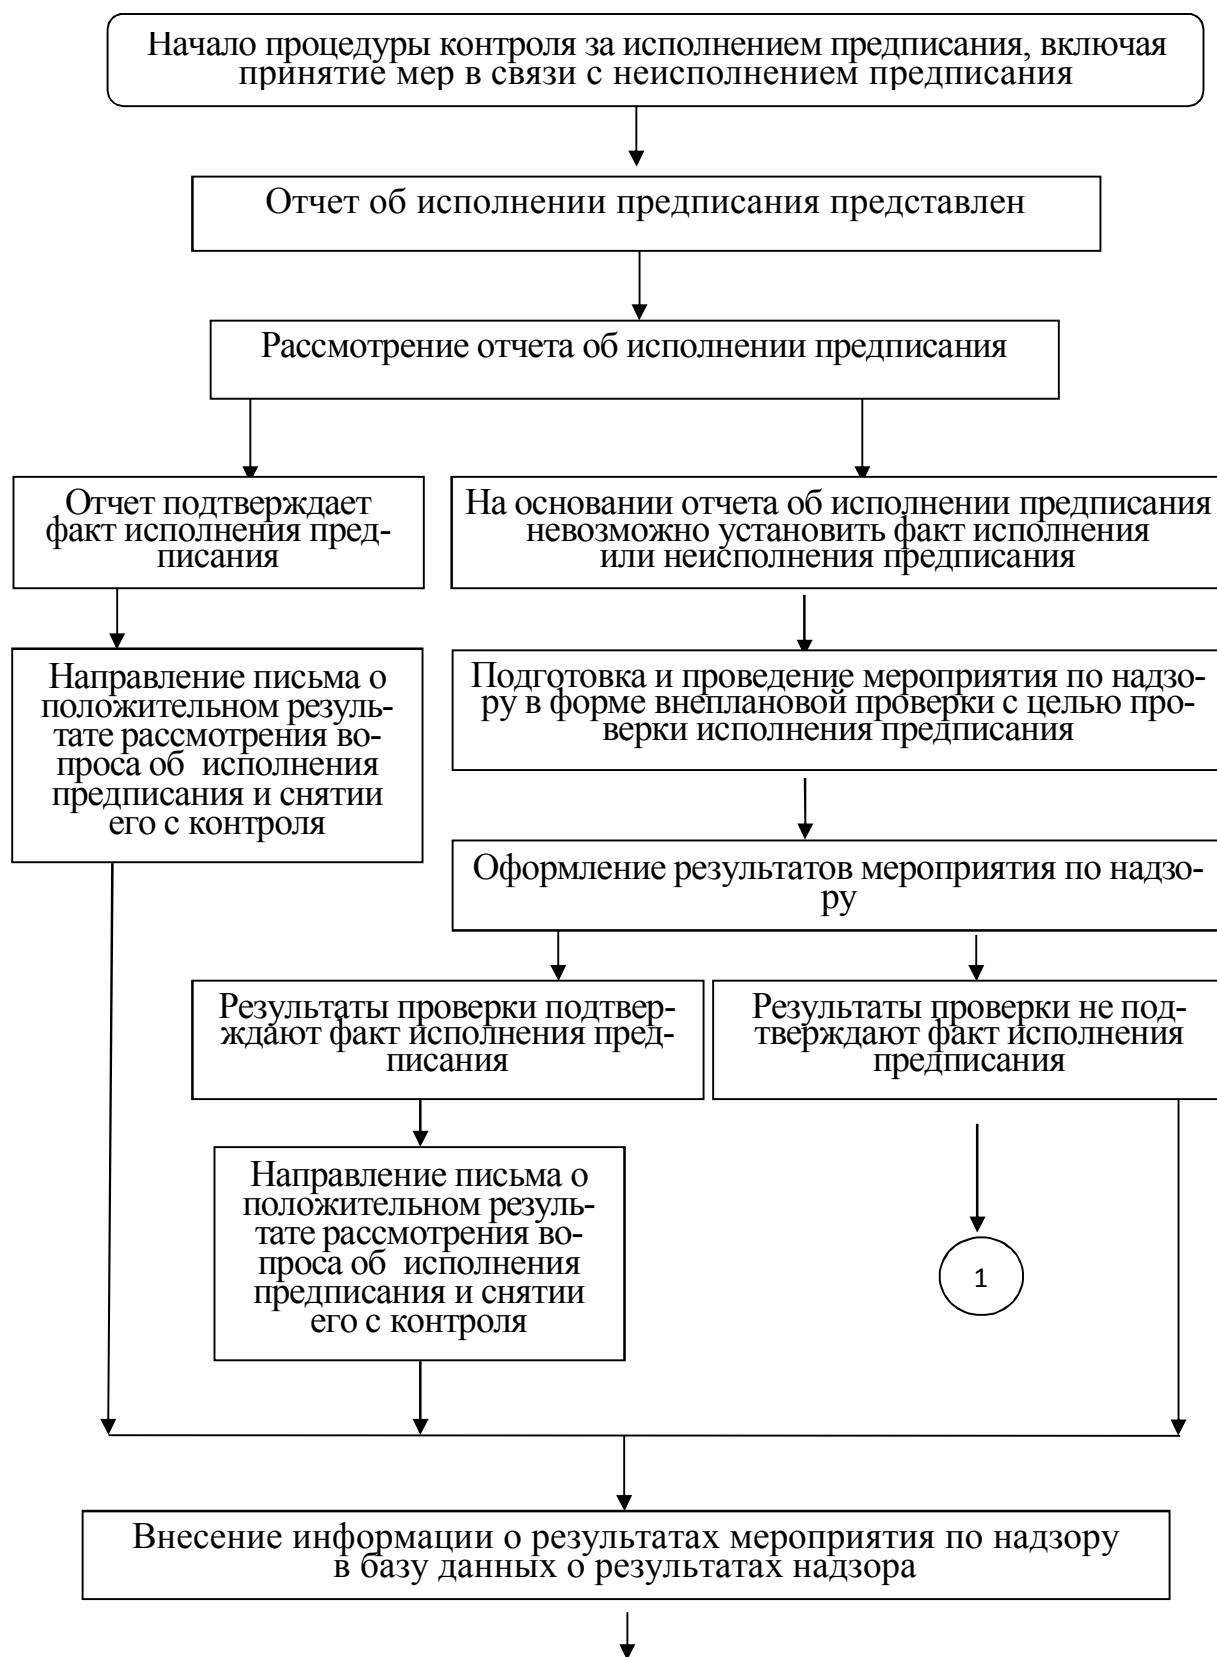 Начало процедуры контроля за исполнением предписания, включая
принятие мер в связи с неисполнением предписания
Отчет об исполнении предписания представлен
Рассмотрение отчета об исполнении предписания
Отчет подтверждает
факт исполнения пред-
писания
На основании отчета об исполнении предписания
невозможно установить факт исполнения
или неисполнения предписания
Направление письма о
положительном резуль-
тате рассмотрения во-
проса об  исполнения
предписания и снятии
его с контроля
Подготовка и проведение мероприятия по надзо-
ру в форме внеплановой проверки с целью про-
верки исполнения предписания
Оформление результатов мероприятия по надзо-
ру
Результаты проверки подтвер-
ждают факт исполнения пред-
писания
Результаты проверки не под-
тверждают факт исполнения
предписания
Направление письма о
положительном резуль-
тате рассмотрения во-
проса об  исполнения
предписания и снятии
его с контроля
1
Внесение информации о результатах мероприятия по надзору
в базу данных о результатах надзора